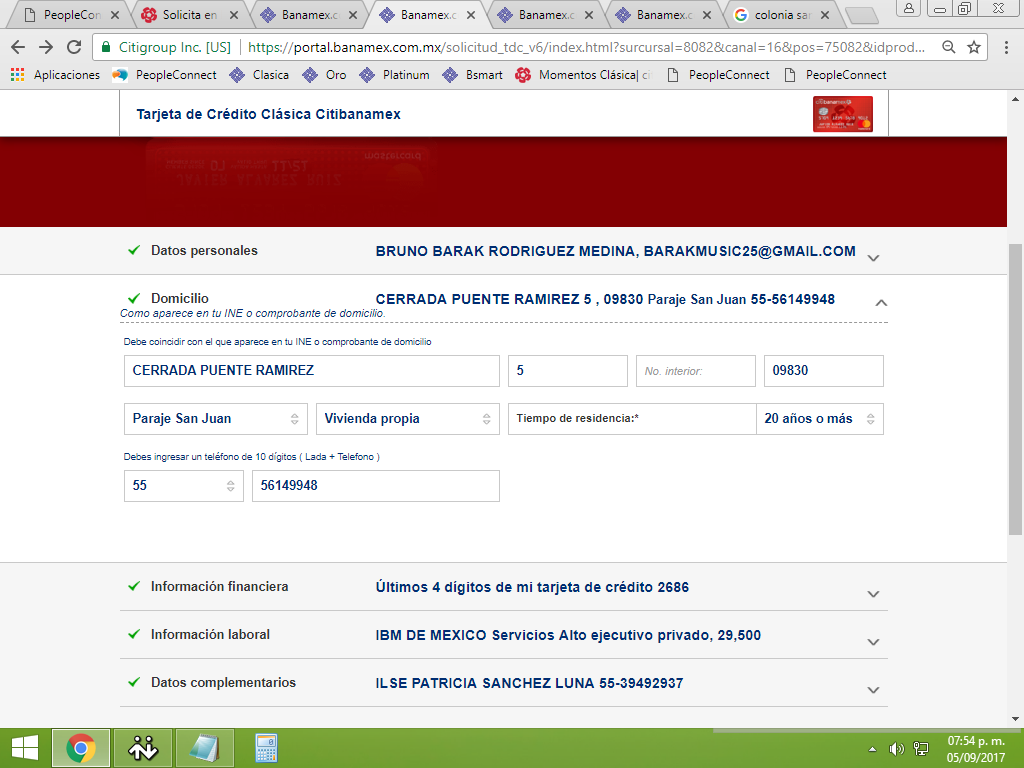 PeopleCon
Solicita en
Banamex.c
Banamex.c
Banamex.c
Banamex.c
colonia sar
Citigroup Inc. [US]
https://portal.banamex.com.mx/solicitud_tdc_v6/index.html?surcursal=8082&canal=16&pos=75082&idprod...
Aplicaciones PeopleConnect Clasica Oro Platinum Bsmart Momentos Clásica| ci PeopleConnect PeopleConnect
Tarjeta de Crédito Clásica Citibanamex
Datos personales BRUNO BARAK RODRIGUEZ MEDINA, BARAKMUSIC25@GMAIL.COM
Domicilio CERRADA PUENTE RAMIREZ 5 , 09830 Paraje San Juan 55-56149948
Como aparece en tu INE o comprobante de domicilio.
Debe coincidir con el que aparece en tu INE o comprobante de domicilio
CERRADA PUENTE RAMIREZ 5 No. interior: 09830
Paraje San Juan Vivienda propia Tiempo de residencia:* 20 años o más
Debes ingresar un teléfono de 10 dígitos ( Lada + Telefono )
55 56149948
Información financiera Últimos 4 dígitos de mi tarjeta de crédito 2686
Información laboral IBM DE MEXICO Servicios Alto ejecutivo privado, 29,500
Datos complementarios ILSE PATRICIA SANCHEZ LUNA 55-39492937
07:54 p. m.
05/09/2017